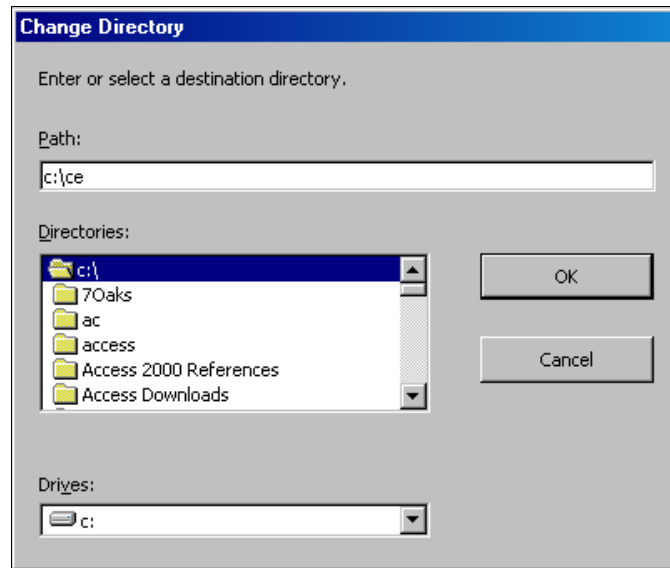 Change Directory
Enter or select a destination directory.
Path:
c:\ce
Directories:
c:\
7Oaks
ac
access
Access 2000 References
Access Downloads
OK
Cancel
Drives:
c: